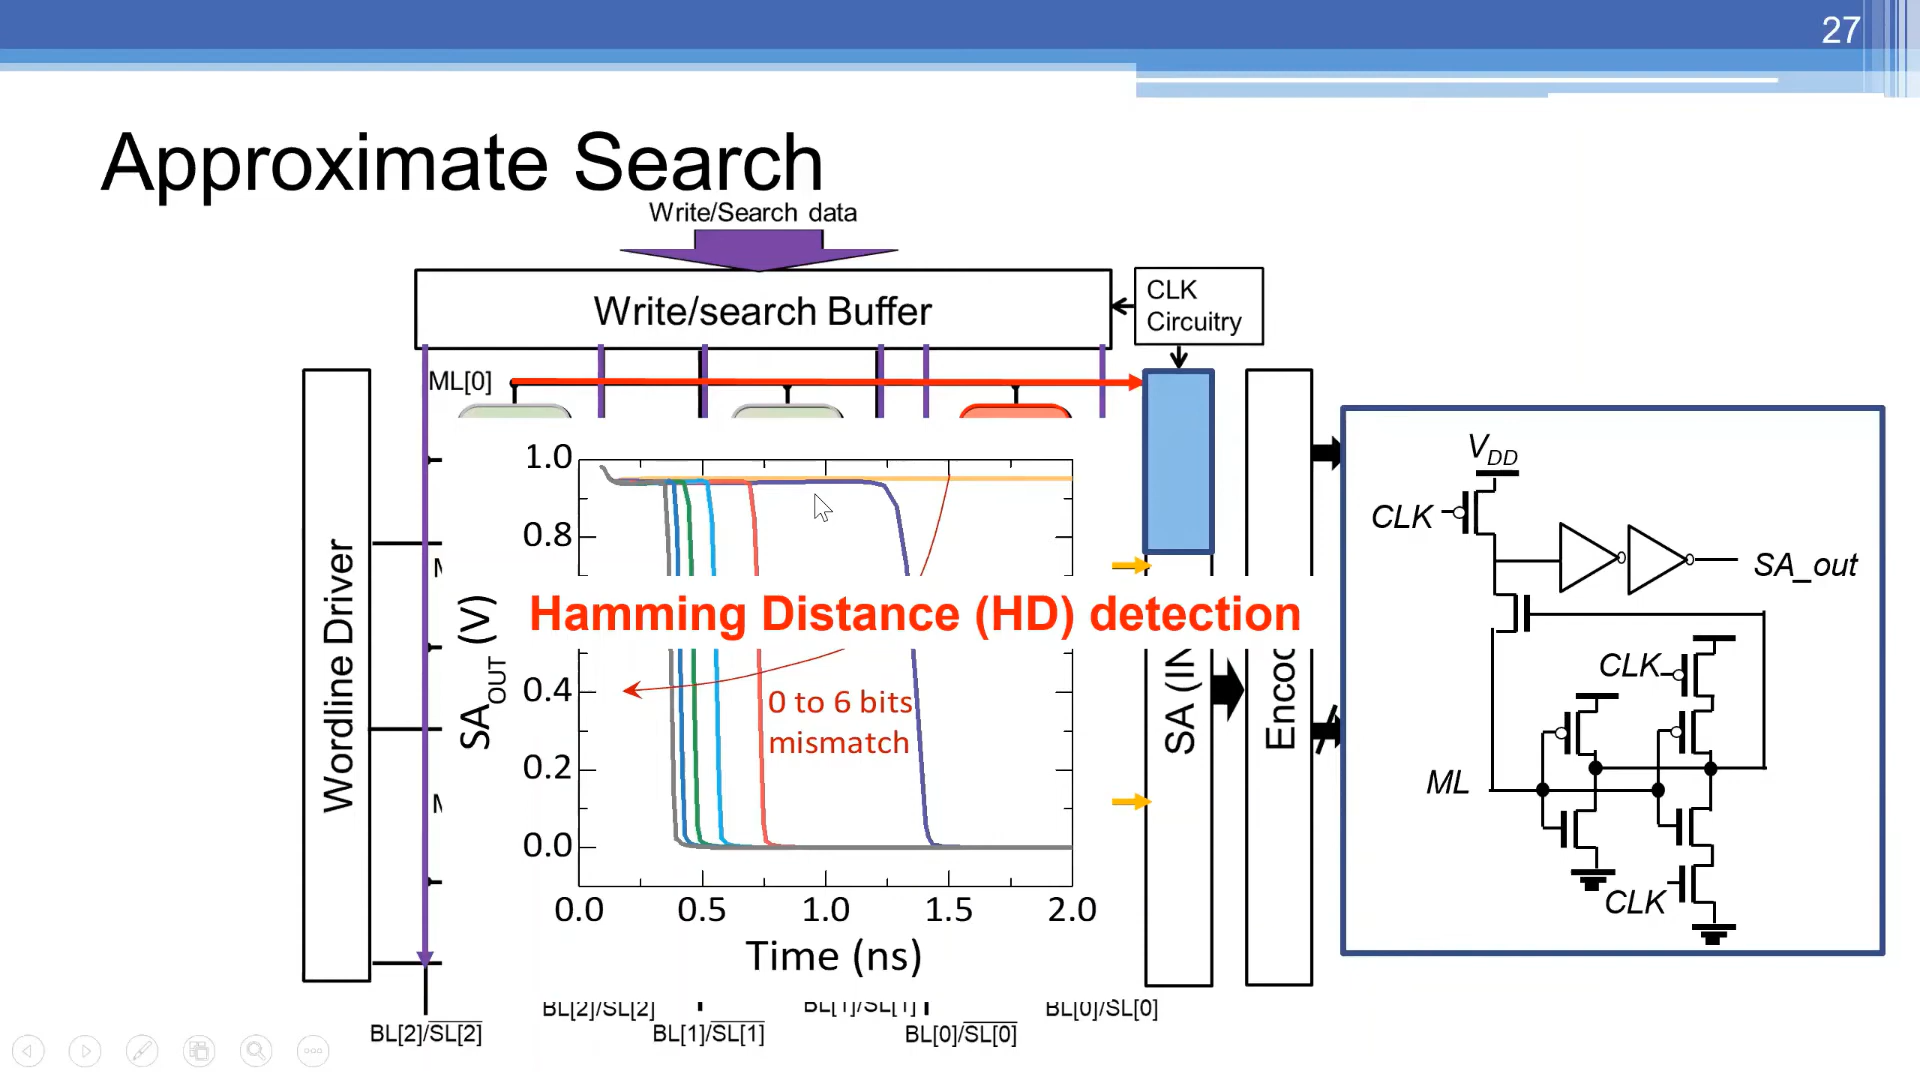 27
Approximate Search
Write/Search data
Write/search Buffer
CLK
Circuitry
ML[0]
Wordline Driver
1.0
0.8
0.4
0.2
0.0
SA_OUT (V)
Hamming Distance (HD) detection
0 to 6 bits
mismatch
0.0 0.5 1.0 1.5 2.0
Time (ns)
SA (IN
Enco
V_DD
CLK
SA_out
CLK
ML
CLK
BL[2]/SL[2] BL[1]/SL[1] BL[0]/SL[0]
BL[2]/SL[2] BL[1]/SL[1] BL[0]/SL[0]